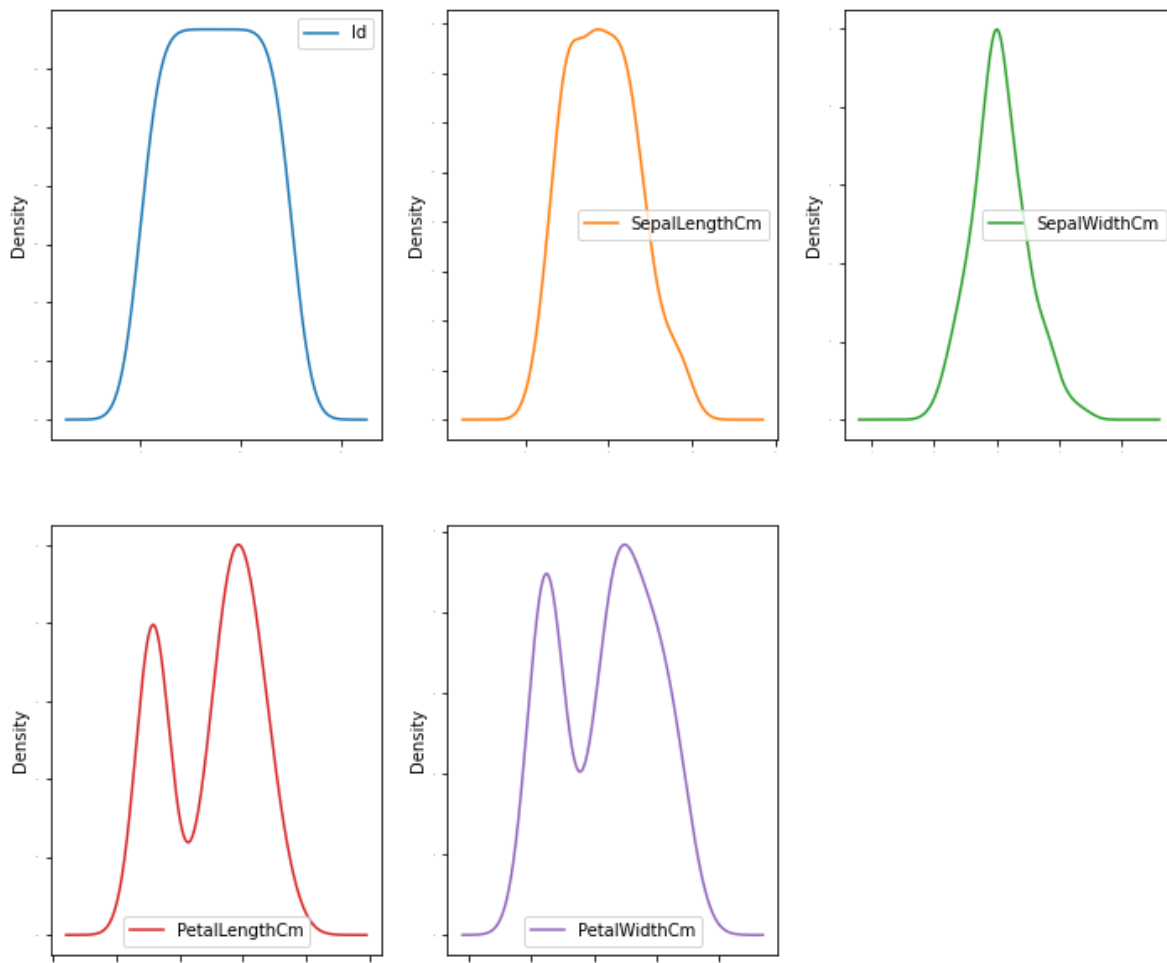 Id
Density
SepalLengthCm
Density
SepalWidthCm
Density
PetalLengthCm
Density
PetalWidthCm
Density